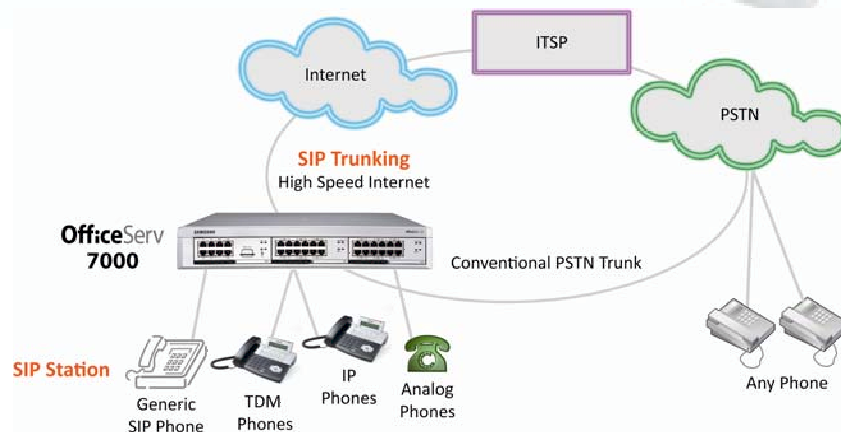 Internet
ITSP
PSTN
SIP Trunking
High Speed Internet
SAMSUNG
OfficeServ
7000
Conventional PSTN Trunk
SIP Station
Generic
SIP Phone
TDM
Phones
IP
Phones
Analog
Phones
Any Phone